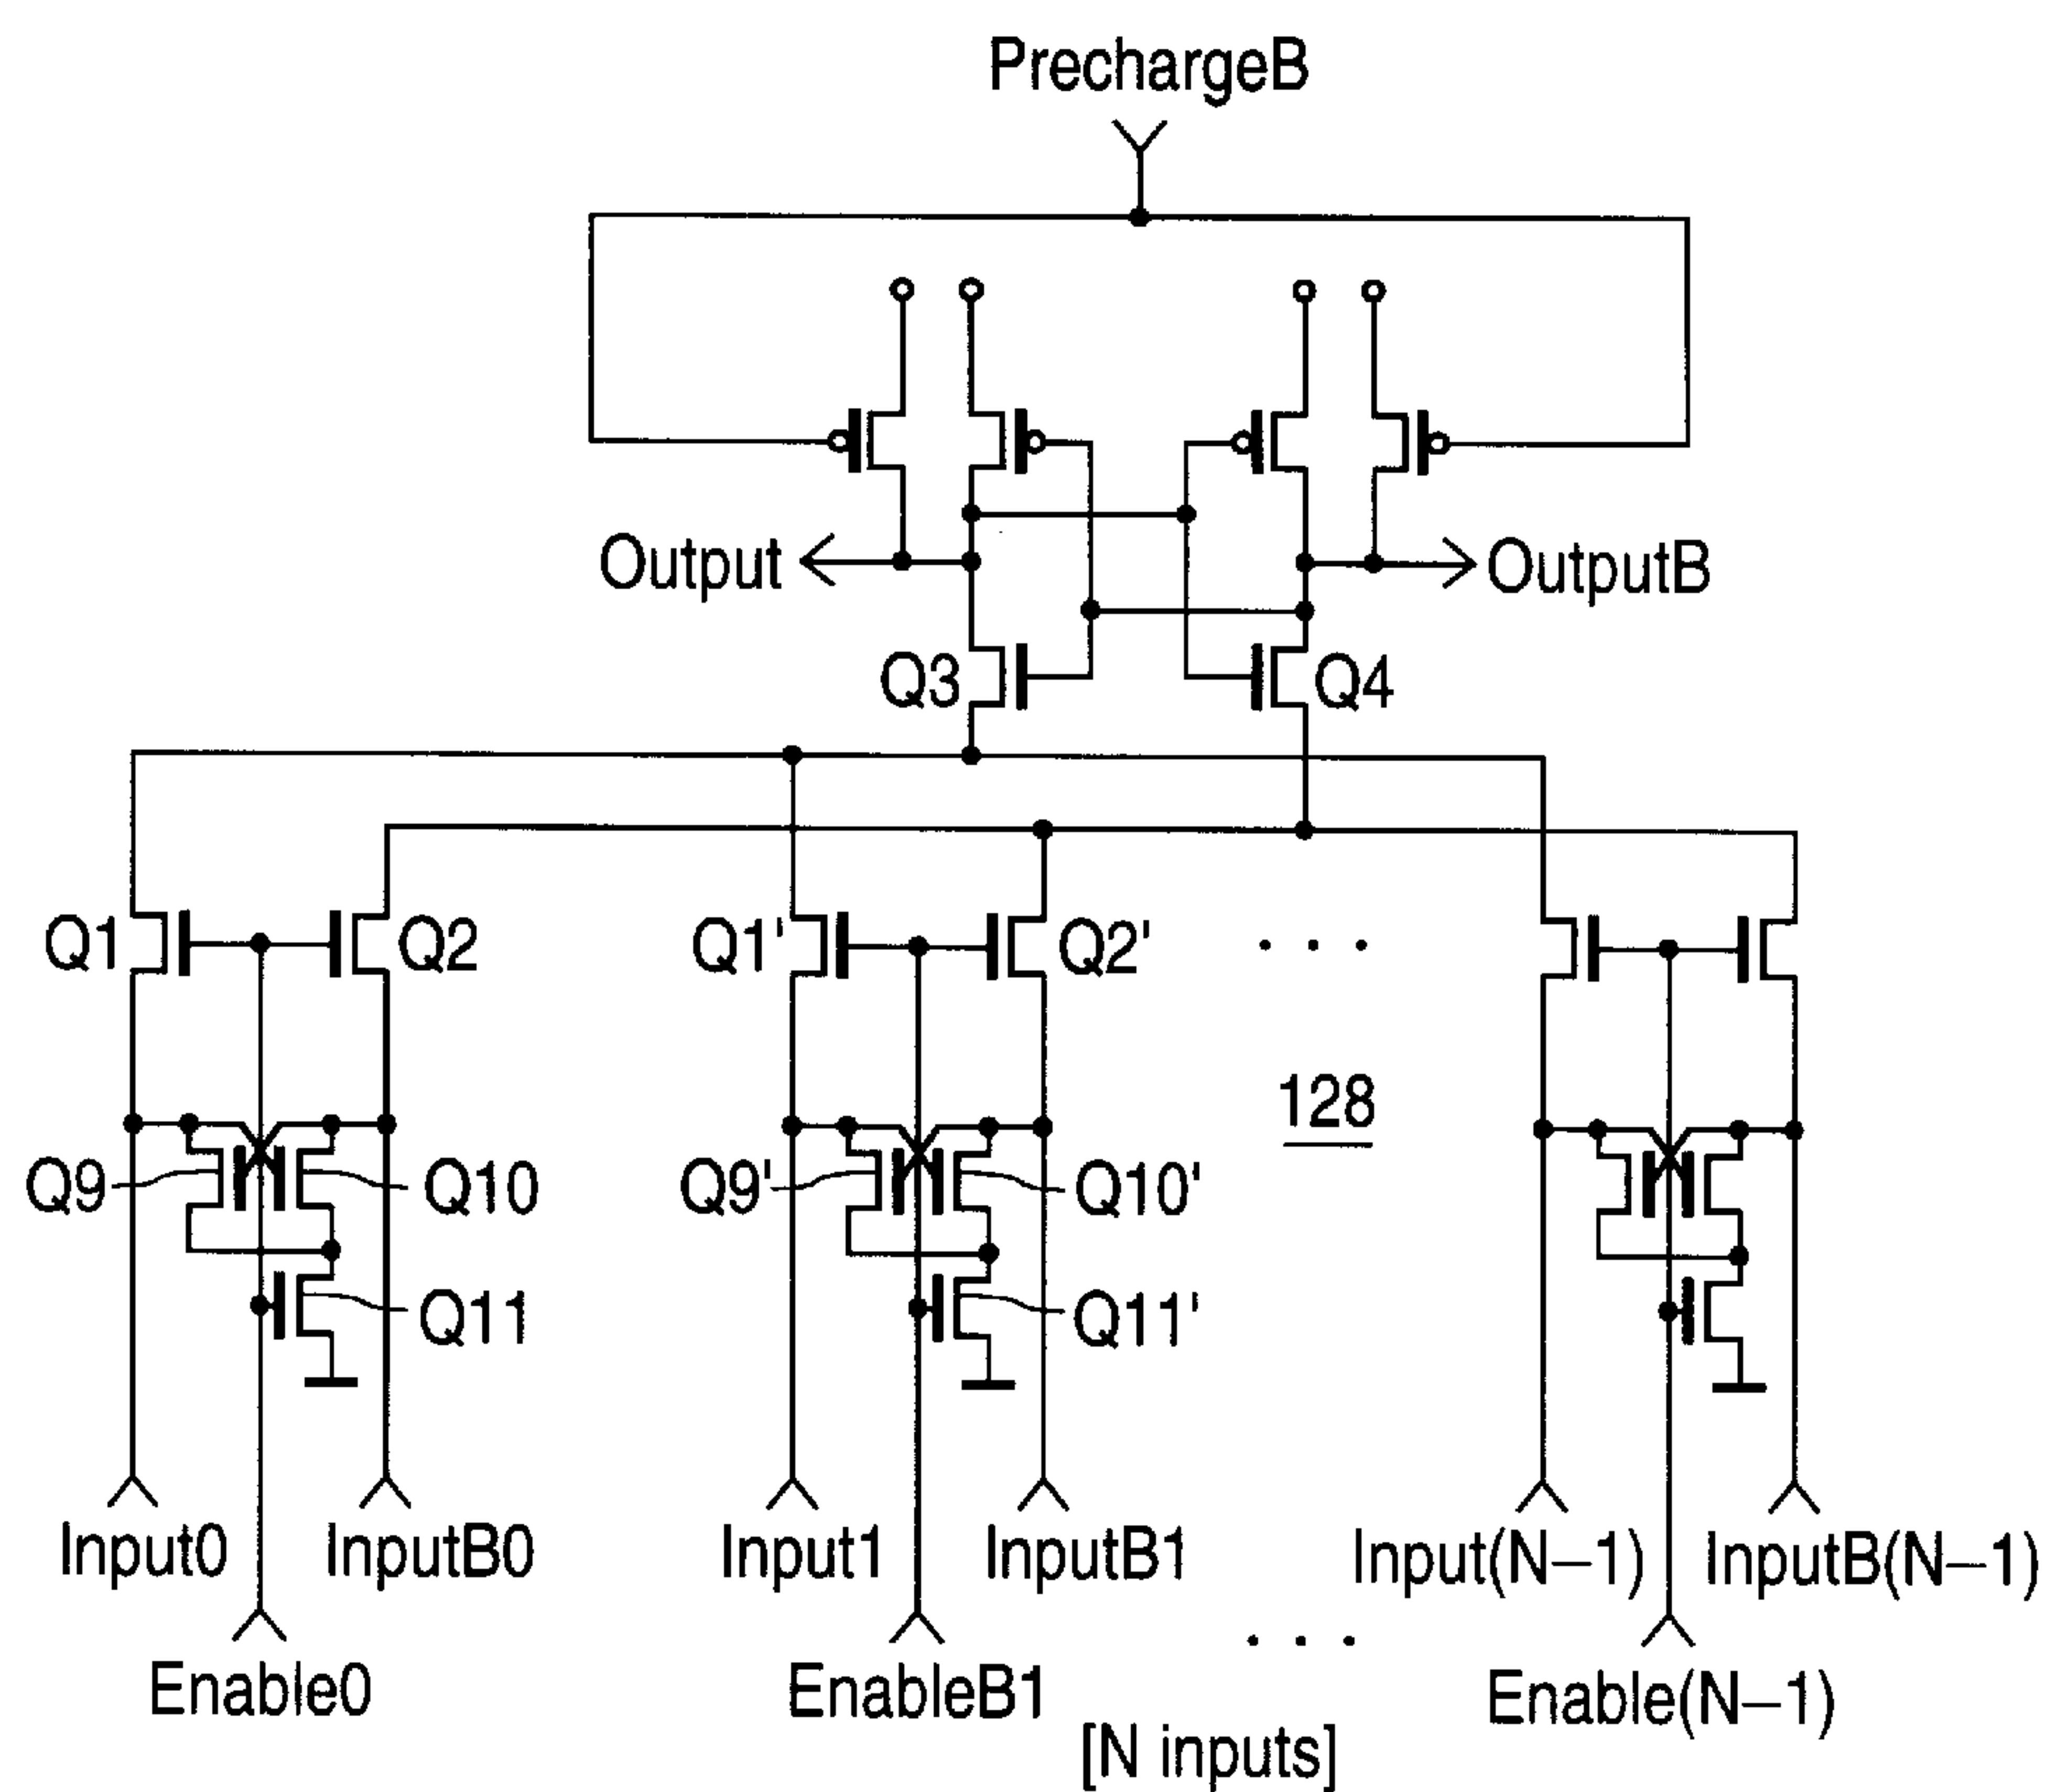 PrechargeB
Output
OutputB
Q3
Q4
Q1
Q2
Q1'
Q2'
. . .
128
Q9
Q10
Q9'
Q10'
Q11
Q11'
Input0
InputB0
Input1
InputB1
Input(N–1)
InputB(N–1)
. . .
Enable0
EnableB1
Enable(N–1)
[N inputs]